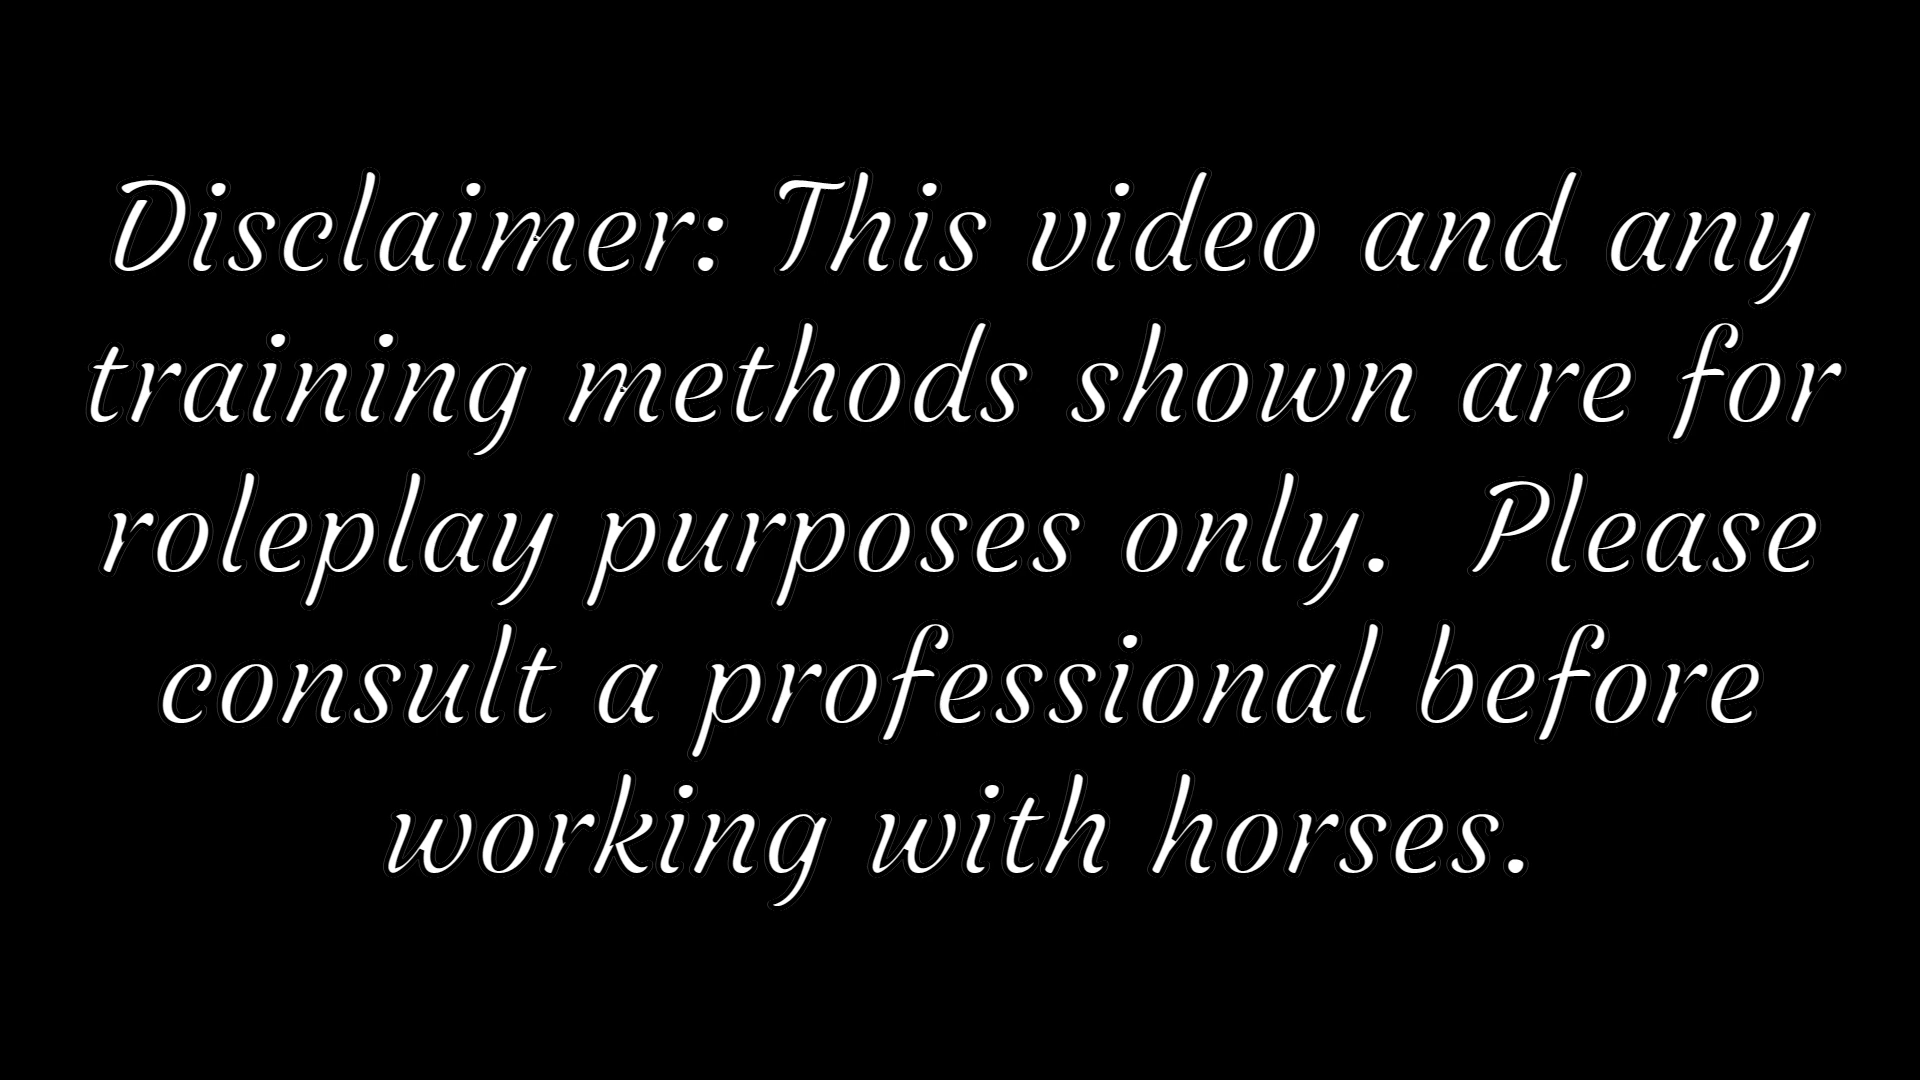 Disclaimer: This video and any
training methods shown are for
roleplay purposes only.  Please
consult a professional before
working with horses.